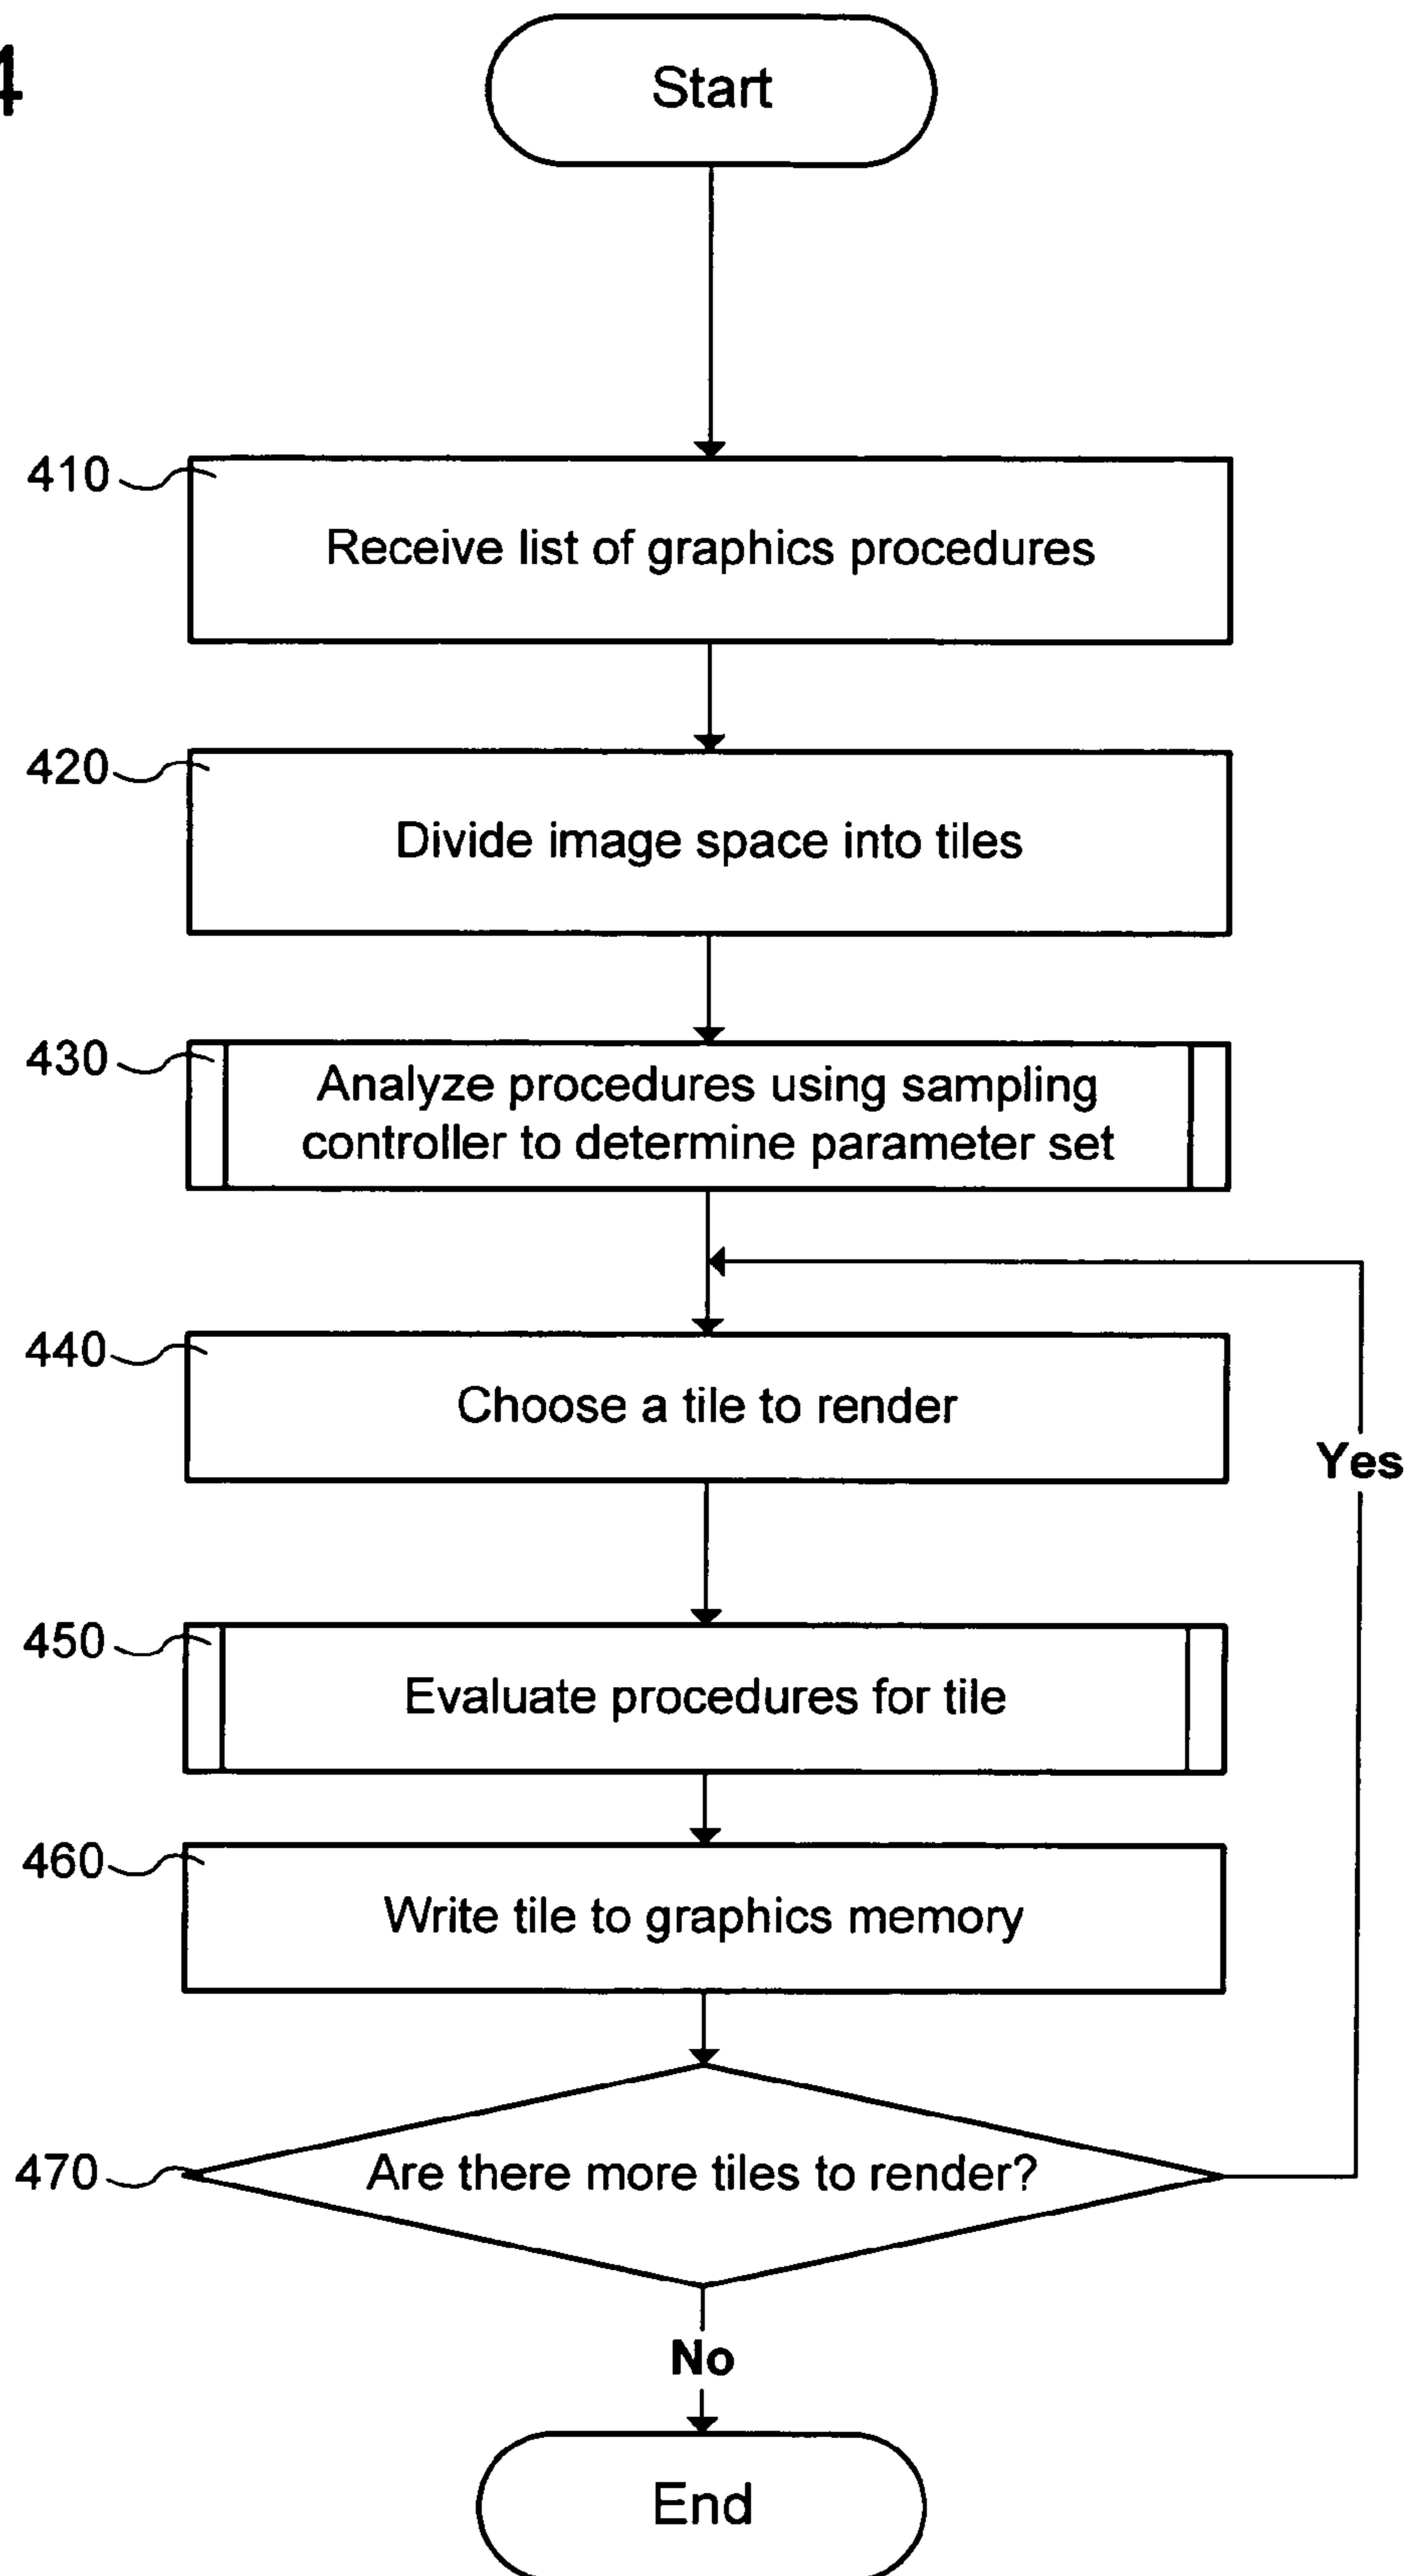 4
Start
410
Receive list of graphics procedures
420
Divide image space into tiles
430
Analyze procedures using sampling
controller to determine parameter set
440
Choose a tile to render
Yes
450
Evaluate procedures for tile
460
Write tile to graphics memory
470
Are there more tiles to render?
No
End